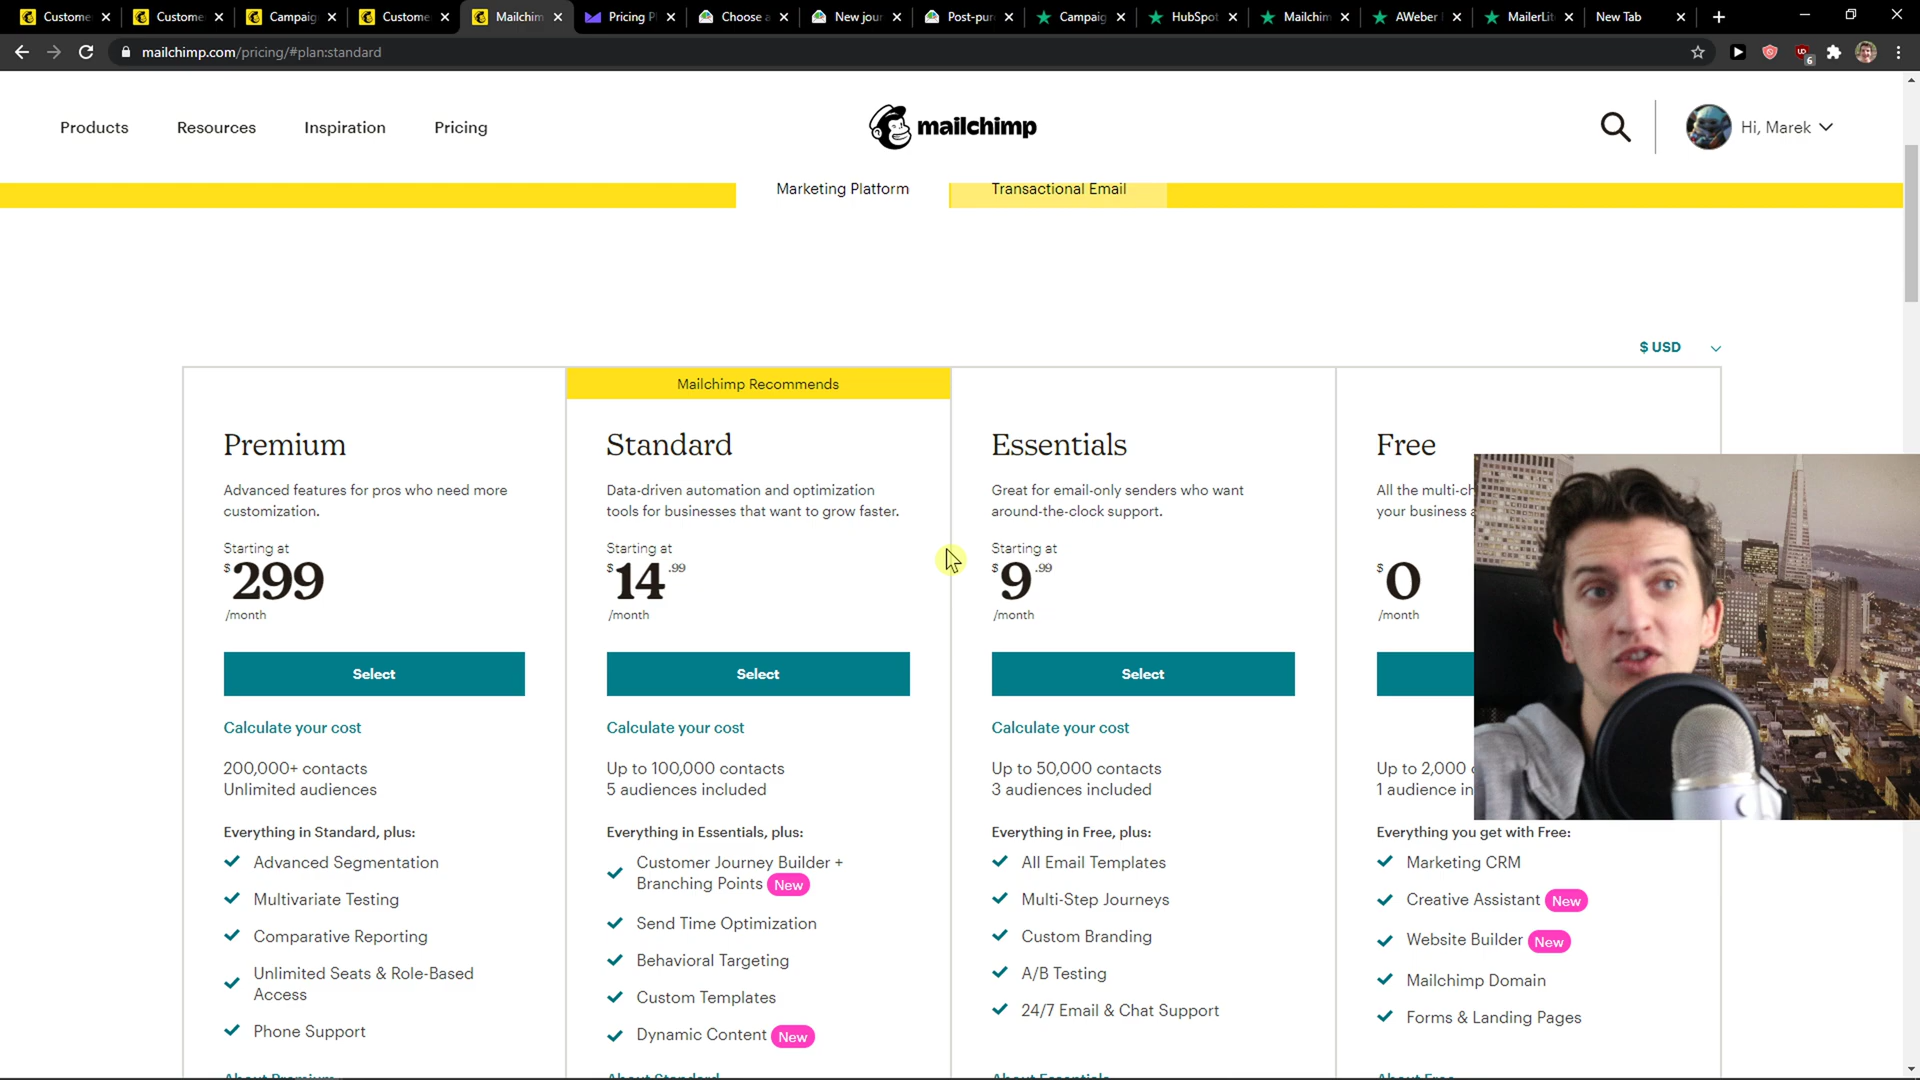 Custome
Custome
Campaig
Custome
Mailchim
Pricing P
Choose a
New jour
Post-pur
Campaig
HubSpot
Mailchim
AWeber
MailerLit
New Tab
mailchimp.com/pricing/#plan:standard
6
Products
Resources
Inspiration
Pricing
mailchimp
Hi, Marek
Marketing Platform
Transactional Email
$ USD
Mailchimp Recommends
Premium
Advanced features for pros who need more
customization.
Starting at
$299
/month
Select
Calculate your cost
200,000+ contacts
Unlimited audiences
Everything in Standard, plus:
Advanced Segmentation
Multivariate Testing
Comparative Reporting
Unlimited Seats & Role-Based
Access
Phone Support
About Premium
Standard
Data-driven automation and optimization
tools for businesses that want to grow faster.
Starting at
$14.99
/month
Select
Calculate your cost
Up to 100,000 contacts
5 audiences included
Everything in Essentials, plus:
Customer Journey Builder +
Branching Points New
Send Time Optimization
Behavioral Targeting
Custom Templates
Dynamic Content New
About Standard
Essentials
Great for email-only senders who want
around-the-clock support.
Starting at
$9.99
/month
Select
Calculate your cost
Up to 50,000 contacts
3 audiences included
Everything in Free, plus:
All Email Templates
Multi-Step Journeys
Custom Branding
A/B Testing
24/7 Email & Chat Support
About Essentials
Free
All the multi-ch
your business
$0
/month
Up to 2,000
1 audience in
Everything you get with Free:
Marketing CRM
Creative Assistant New
Website Builder New
Mailchimp Domain
Forms & Landing Pages
About Free